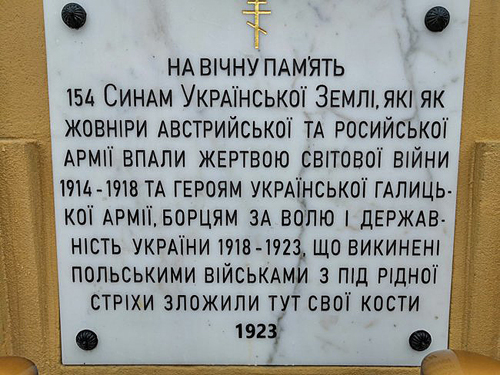 НА ВІЧНУ ПАМ'ЯТЬ
154 Синам Української Землі, які як
жовніри австрийської та росийської
армії впали жертвою світової війни
1914 - 1918 та героям Української Галиць-
кої Армії, борцям за волю і держав-
ність України 1918 - 1923, що викинені
польськими військами з під рідної
стріхи зложили тут свої кости
1923